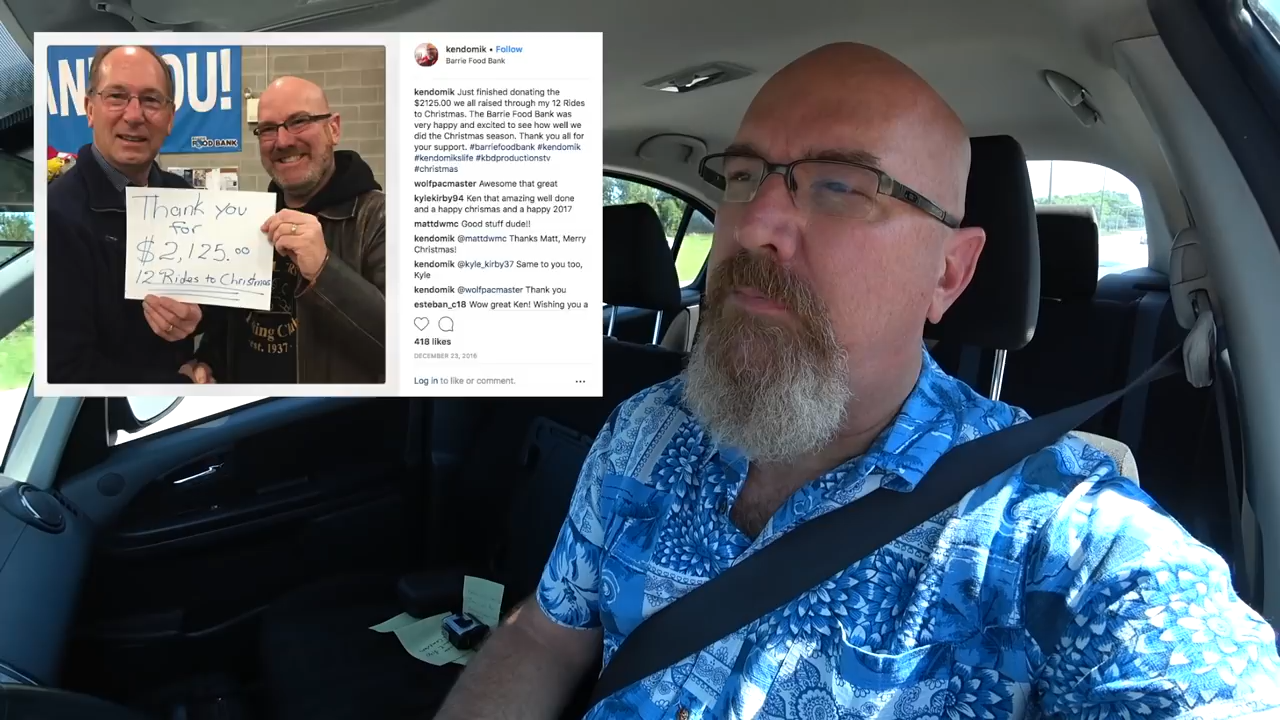 ANK YOU!
BARRIE
FOOD BANK
Thank you
for
$2,125.00
12 Rides to Christmas
ing Clu
Est. 1937
kendomik • Follow
Barrie Food Bank
kendomik Just finished donating the
$2125.00 we all raised through my 12 Rides
to Christmas. The Barrie Food Bank was
very happy and excited to see how well we
did the Christmas season. Thank you all for
your support. #barriefoodbank #kendomik
#kendomikslife #kbdproductionstv
#christmas
wolfpacmaster Awesome that great
kylekirby94 Ken that amazing well done
and a happy chrismas and a happy 2017
mattdwmc Good stuff dude!!
kendomik @mattdwmc Thanks Matt, Merry
Christmas!
kendomik @kyle_kirby37 Same to you too,
Kyle
kendomik @wolfpacmaster Thank you
esteban_c18 Wow great Ken! Wishing you a
418 likes
DECEMBER 23, 2016
Log in to like or comment.